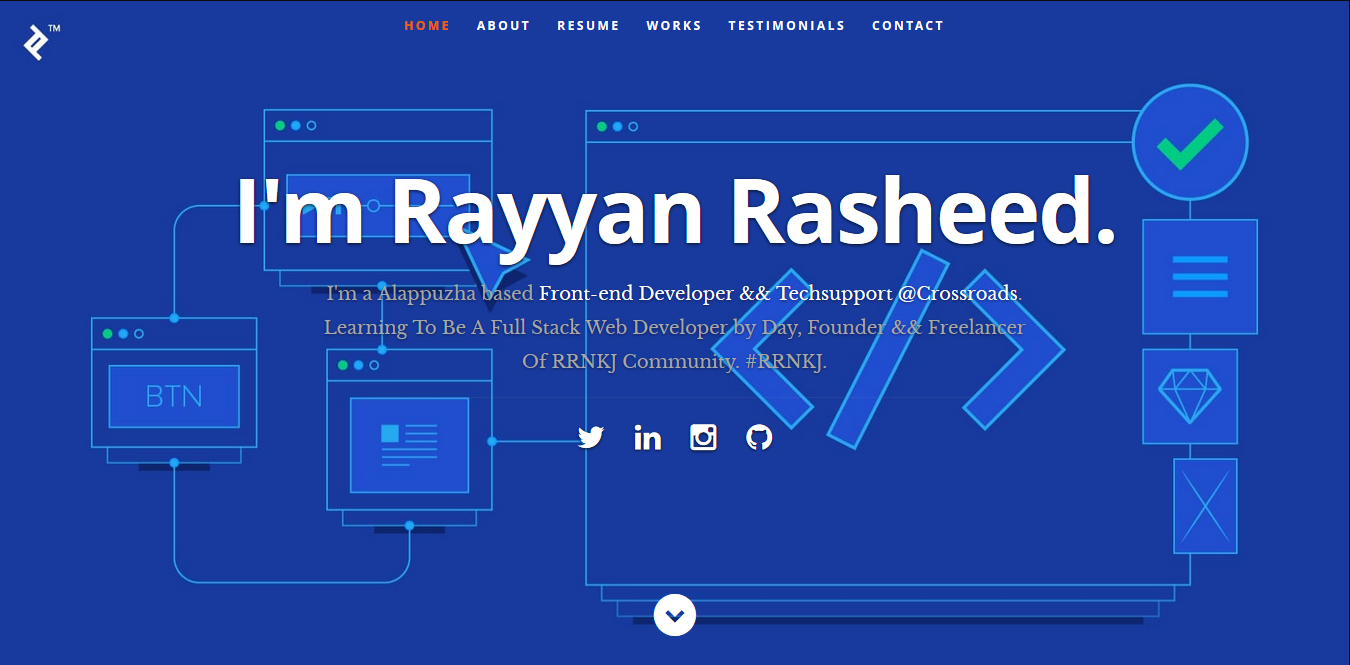 TM
HOME ABOUT RESUME WORKS TESTIMONIALS CONTACT
I'm Rayyan Rasheed.
I'm a Alappuzha based Front-end Developer && Techsupport @Crossroads.
Learning To Be A Full Stack Web Developer by Day, Founder && Freelancer
Of RRNKJ Community. #RRNKJ.
BTN